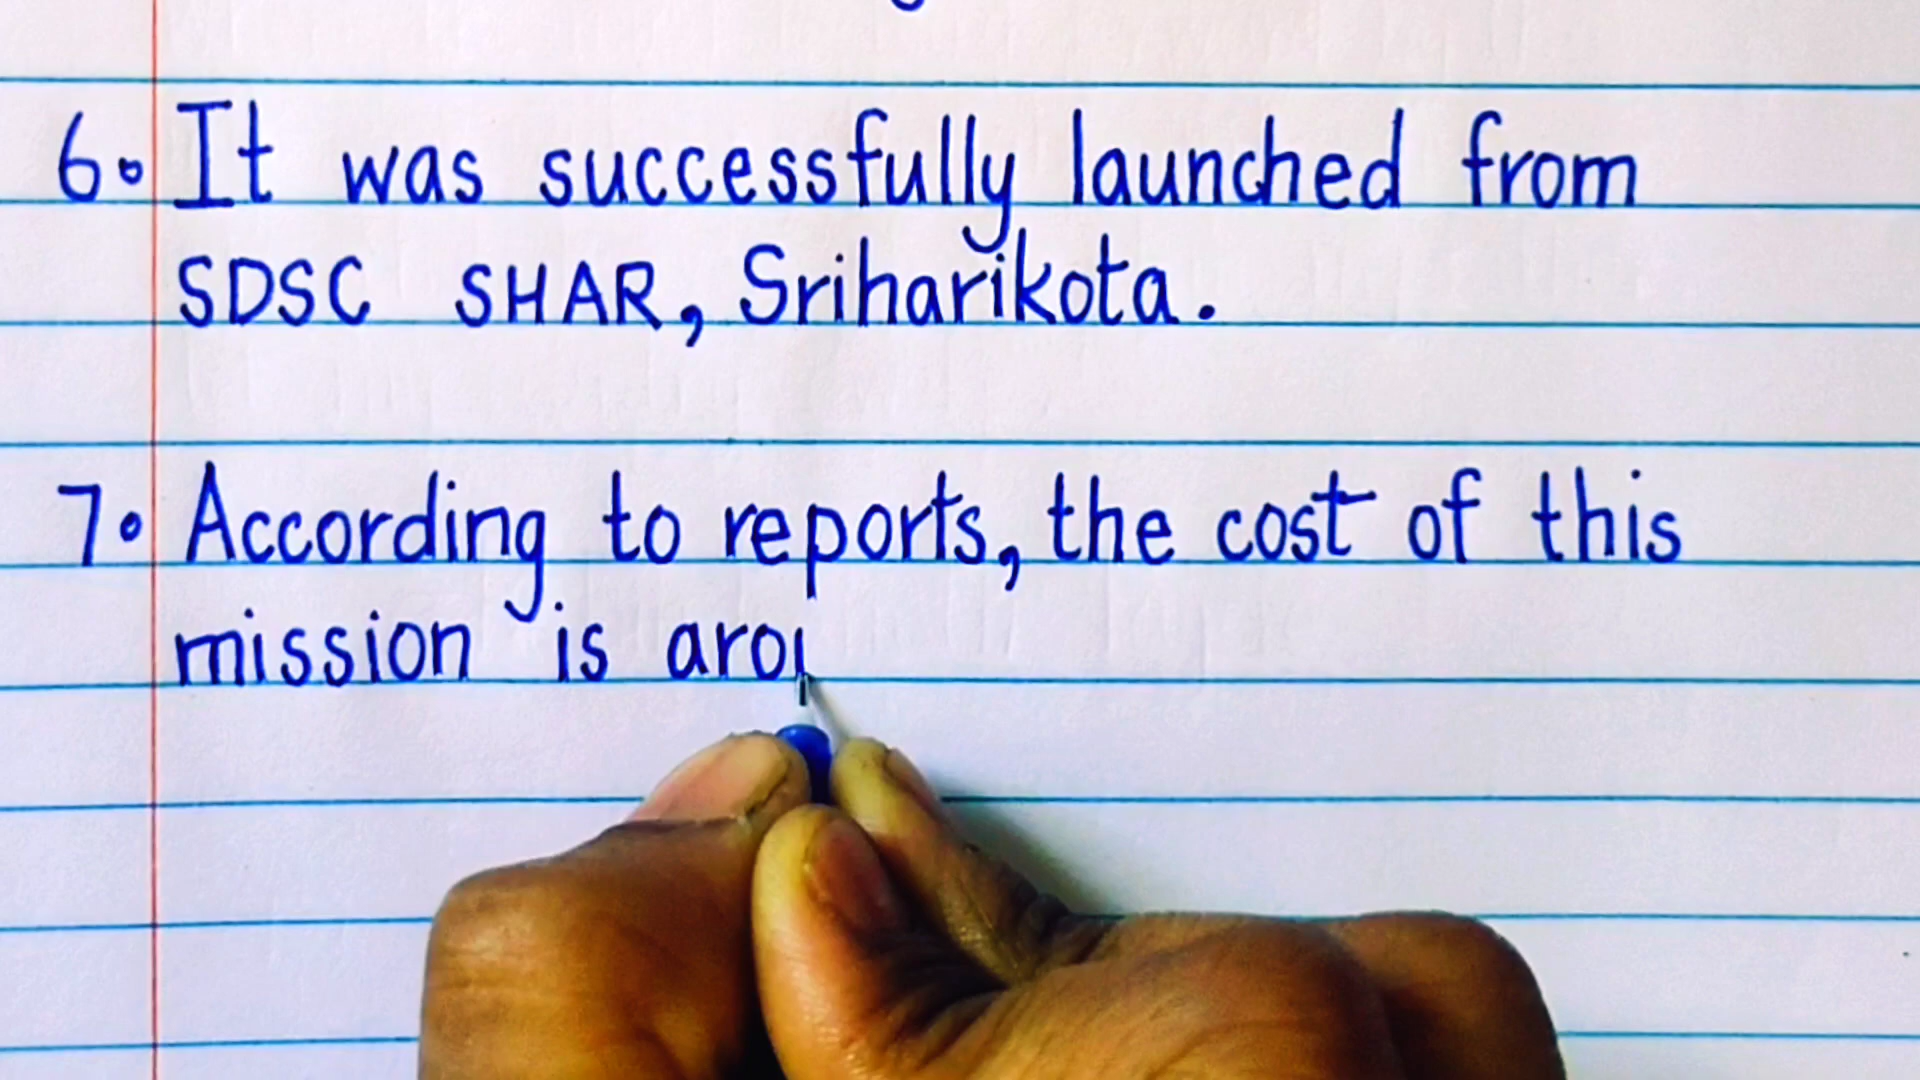 6. It was successfully launched from
SDSC SHAR, Sriharikota.
7. According to reports, the cost of this
mission is aro